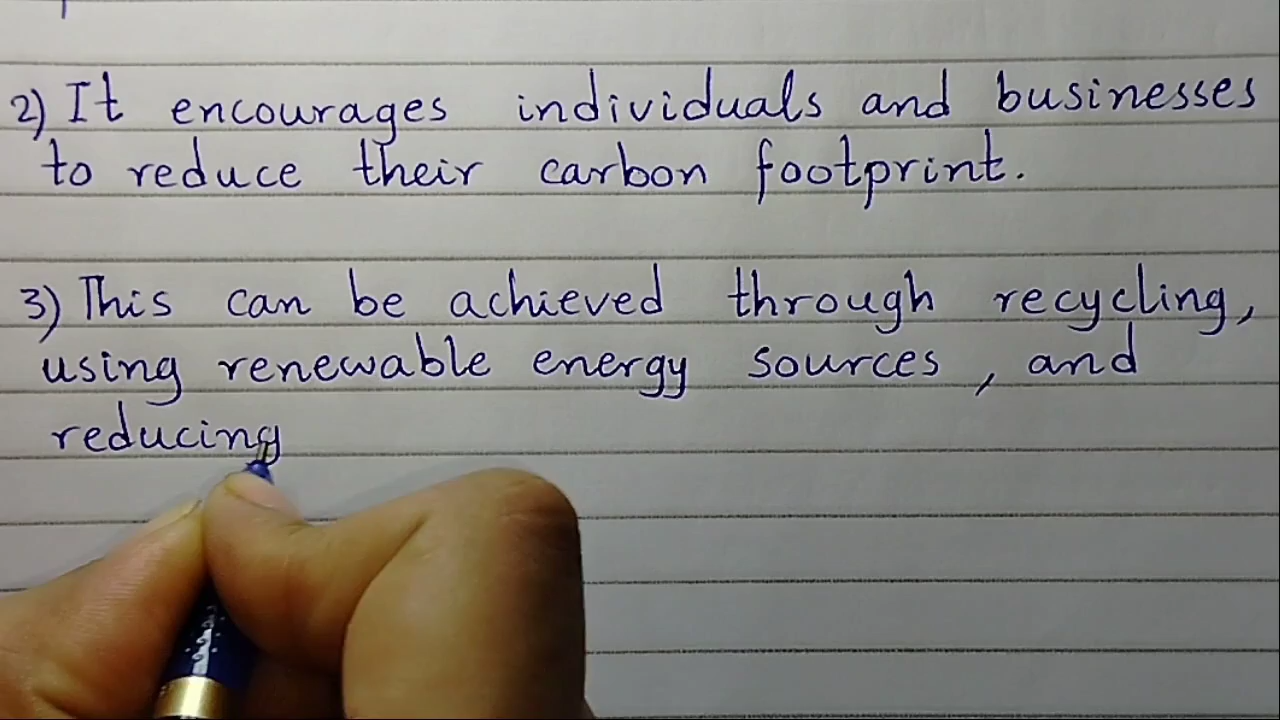 2) It encourages individuals and businesses
to reduce their carbon footprint.
3) This can be achieved through recycling,
using renewable energy sources, and
reducing